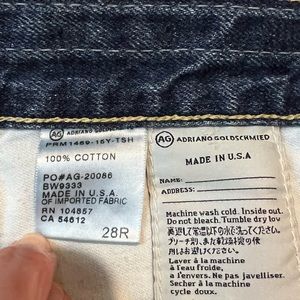 AG
ADRIANO GOLDSCHMIED
PRM1469-15Y-TSH
100% COTTON
PO#AG-20086
BW9333
MADE IN U.S.A.
OF IMPORTED FABRIC
RN 104857
CA 54612
28R
AG ADRIANO GOLDSCHMIED
MADE IN U.S.A
NAME:
ADDRESS:
Machine wash cold. Inside out.
Do not bleach. Tumble dry low
Laver à la machine
à l'eau froide,
a l'envers. Ne pas javelliser.
Seche à la machine
cycle doux.